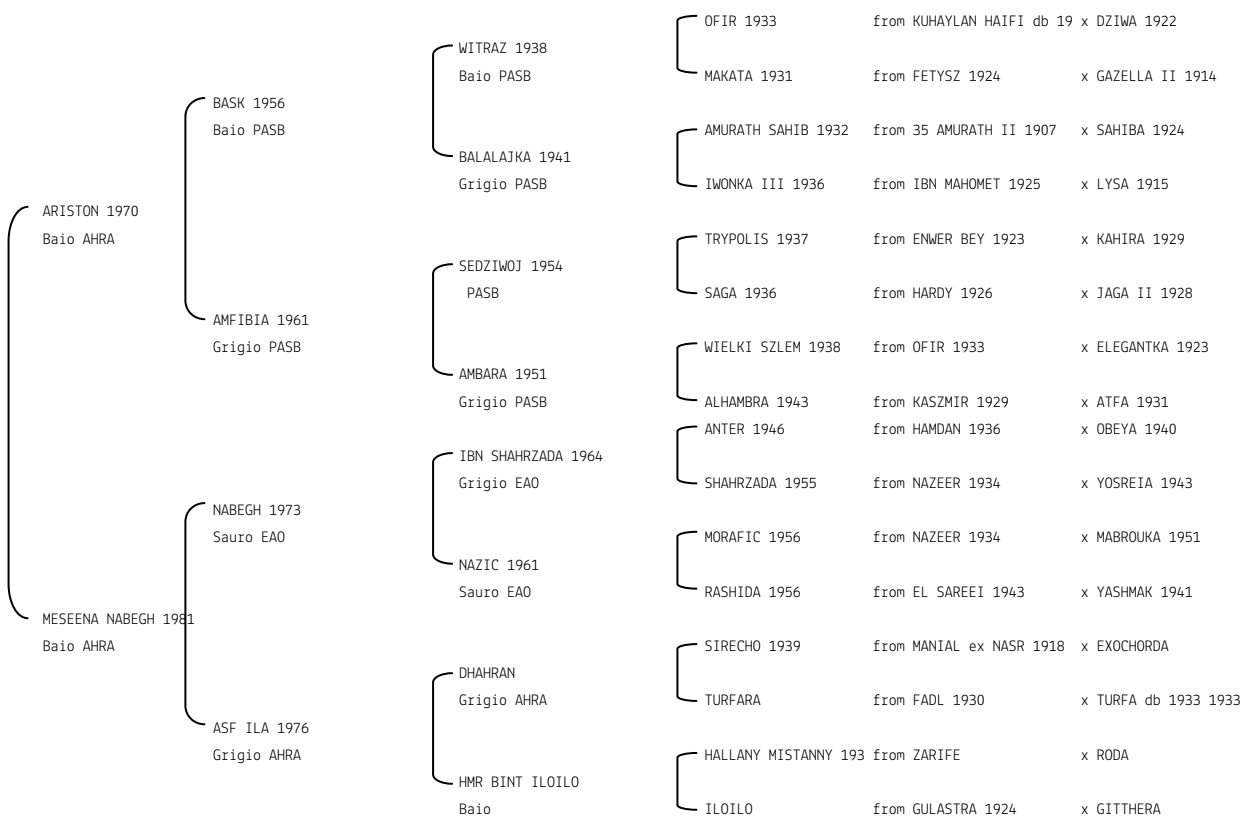 OFIR 1933 from KUHAYLAN HAIFI db 19 x DZIWA 1922
WITRAZ 1938
Baio PASB
MAKATA 1931 from FETYSZ 1924 x GAZELLA II 1914
BASK 1956
Baio PASB
AMURATH SAHIB 1932 from 35 AMURATH II 1907 x SAHIBA 1924
BALALAJKA 1941
Grigio PASB
IWONKA III 1936 from IBN MAHOMET 1925 x LYSA 1915
ARISTON 1970
Baio AHRA
TRYPOLIS 1937 from ENWER BEY 1923 x KAHIRA 1929
SEDZIWOJ 1954
PASB
SAGA 1936 from HARDY 1926 x JAGA II 1928
AMFIBIA 1961
Grigio PASB
WIELKI SZLEM 1938 from OFIR 1933 x ELEGANTKA 1923
AMBARA 1951
Grigio PASB
ALHAMBRA 1943 from KASZMIR 1929 x ATFA 1931
ANTER 1946 from HAMDAN 1936 x OBEYA 1940
IBN SHAHRZADA 1964
Grigio EAO
SHAHRZADA 1955 from NAZEER 1934 x YOSREIA 1943
NABEGH 1973
Sauro EAO
MORAFIC 1956 from NAZEER 1934 x MABROUKA 1951
NAZIC 1961
Sauro EAO
RASHIDA 1956 from EL SAREEI 1943 x YASHMAK 1941
MESEENA NABEGH 1981
Baio AHRA
SIRECHO 1939 from MANIAL ex NASR 1918 x EXOCHORDA
DHAHRAN
Grigio AHRA
TURFARA from FADL 1930 x TURFA db 1933 1933
ASF ILA 1976
Grigio AHRA
HALLANY MISTANNY 193 from ZARIFE x RODA
HMR BINT ILOILO
Baio
ILOILO from GULASTRA 1924 x GITTHERA